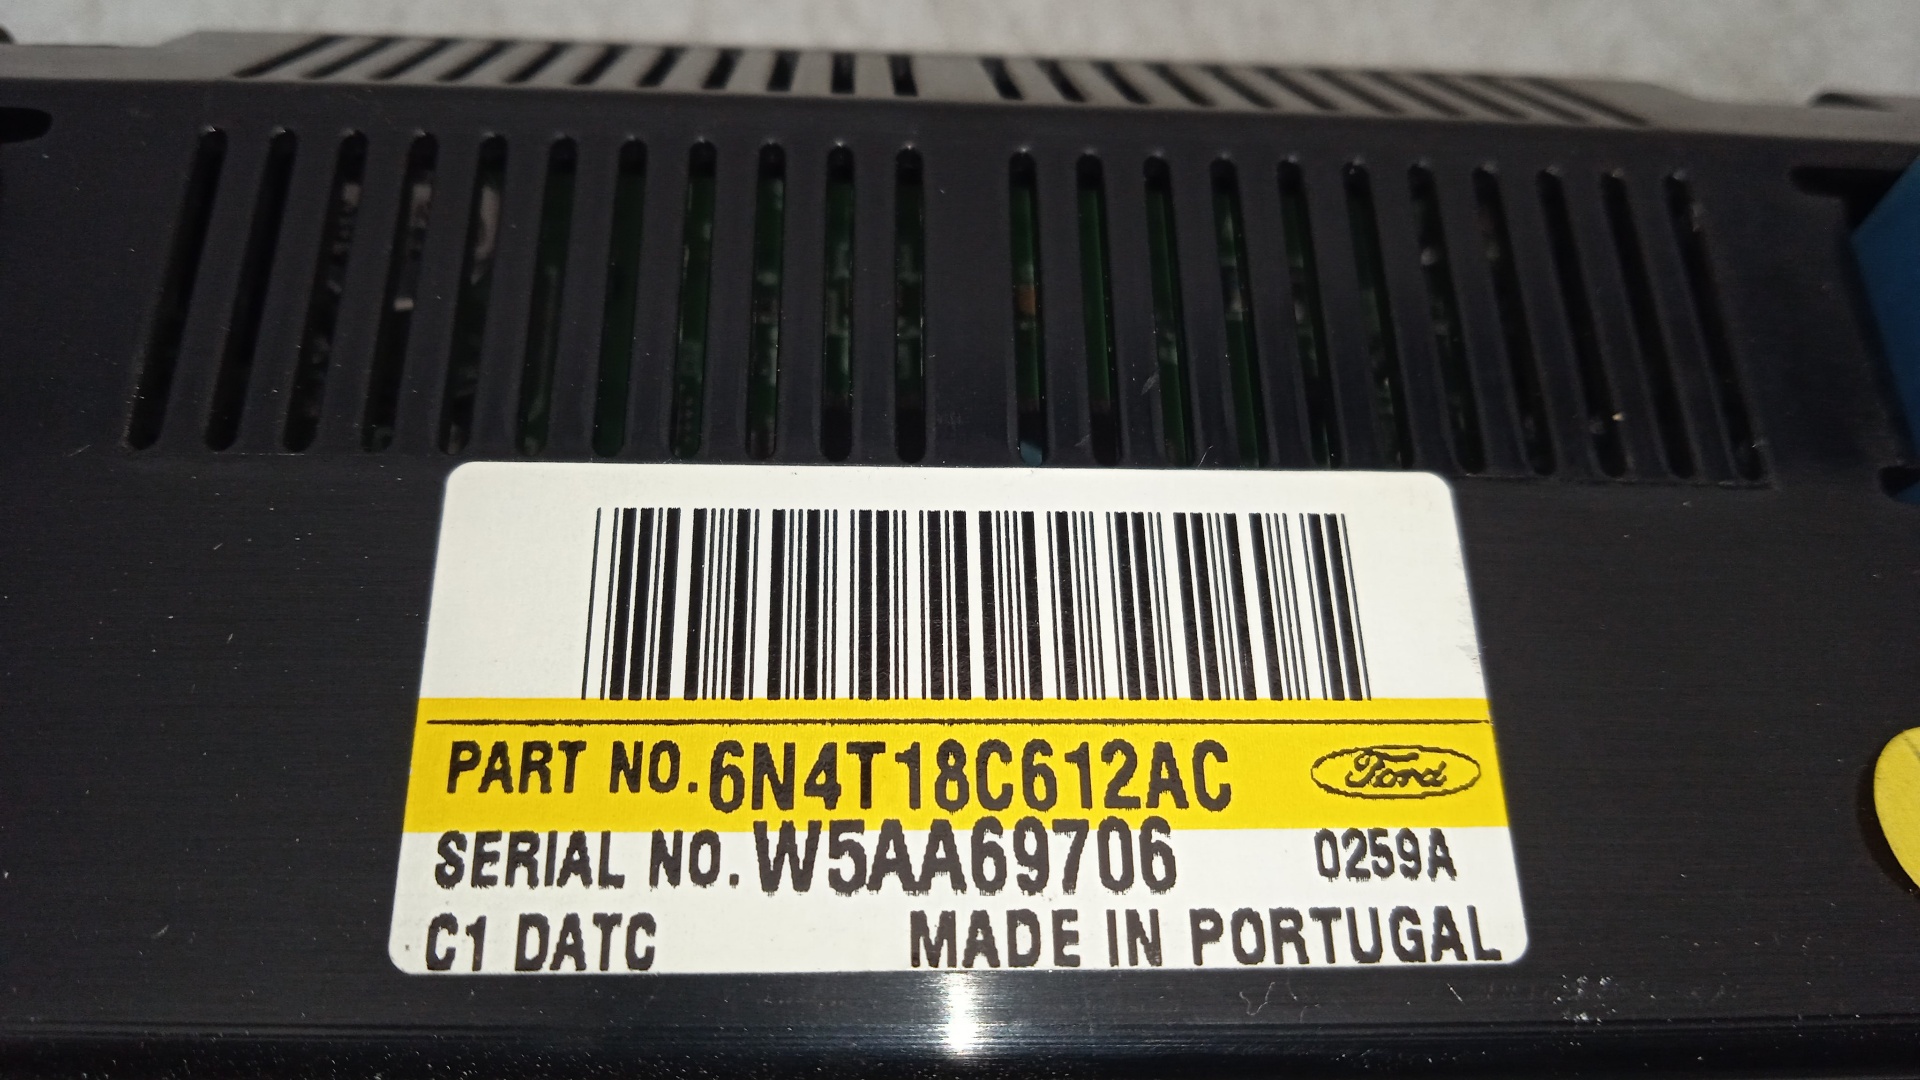 PART NO. 6N4T18C612AC Ford
SERIAL NO. W5AA69706 0259A
C1 DATC MADE IN PORTUGAL